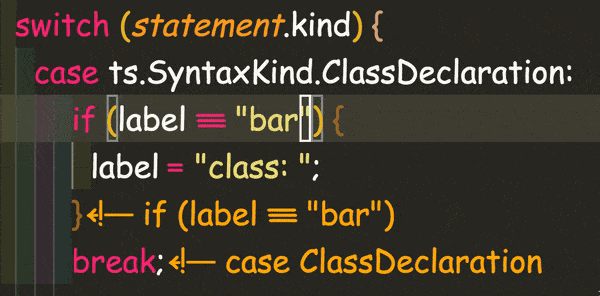 switch (statement.kind) {
case ts.SyntaxKind.ClassDeclaration:
if (label ≡ "bar") {
label = "class: ";
} <!— if (label ≡ "bar")
break; <!— case ClassDeclaration